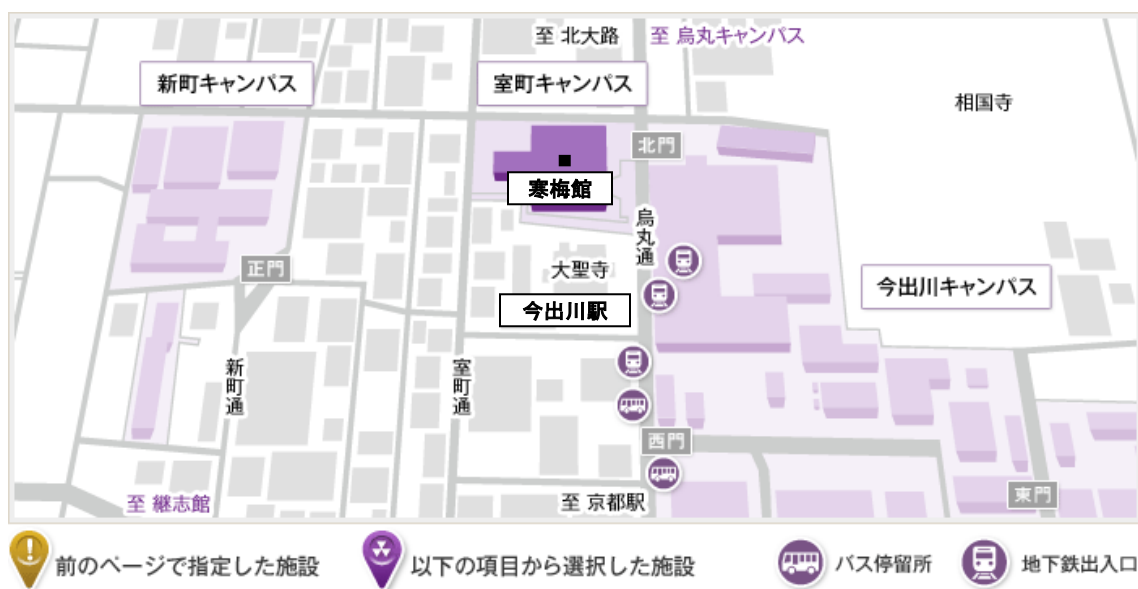 至 北大路
至 烏丸キャンパス
新町キャンパス
室町キャンパス
相国寺
北門
寒梅館
烏丸通
大聖寺
正門
今出川キャンパス
今出川駅
新町通
室町通
西門
至 継志館
至 京都駅
東門
前のページで指定した施設
以下の項目から選択した施設
バス停留所
地下鉄出入口